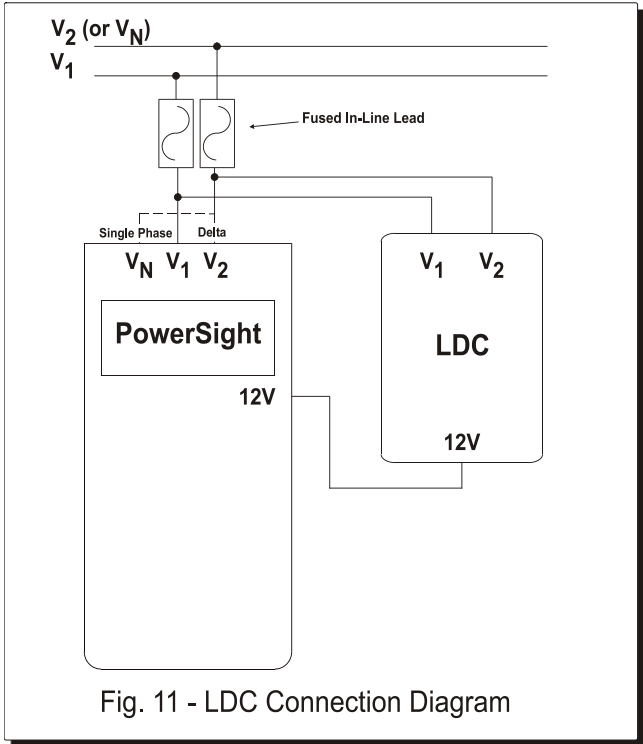 V2 (or VN)
V1
Fused In-Line Lead
Single Phase Delta
VN V1 V2
V1 V2
PowerSight
LDC
12V
12V
Fig. 11 - LDC Connection Diagram